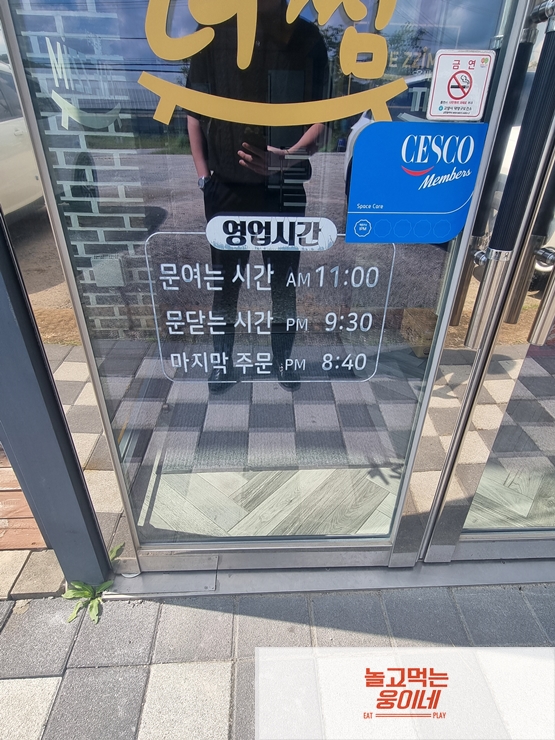 더찜
금연
CESCO
Members
Space Care
영업시간
문여는 시간 AM 11:00
문닫는 시간 PM 9:30
마지막 주문 PM 8:40
놀고먹는
웅이네
EAT PLAY